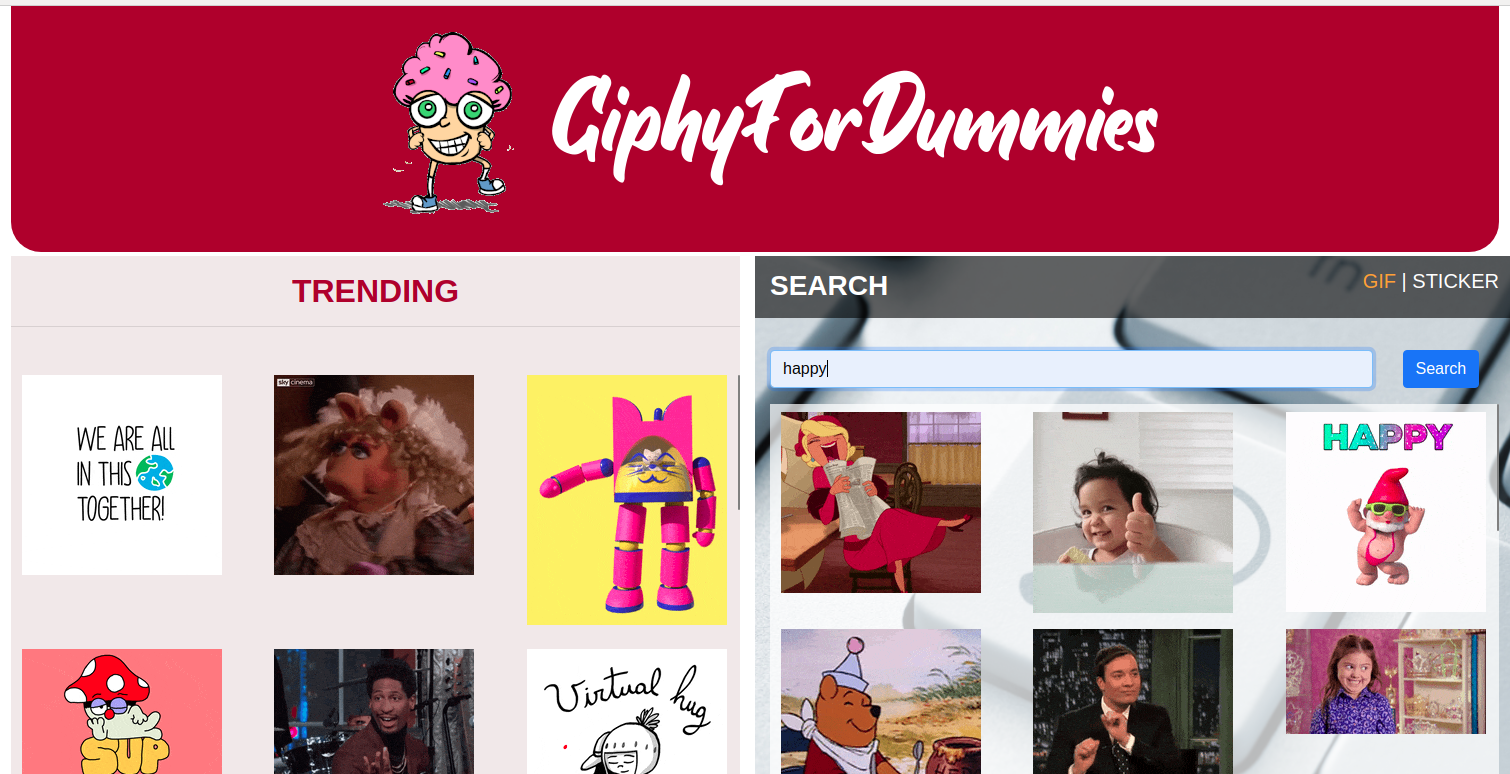 GiphyForDummies
TRENDING
SEARCH
GIF | STICKER
happy
Search
WE ARE ALL
IN THIS
TOGETHER!
sky cinema
HAPPY
SUP
Virtual hug